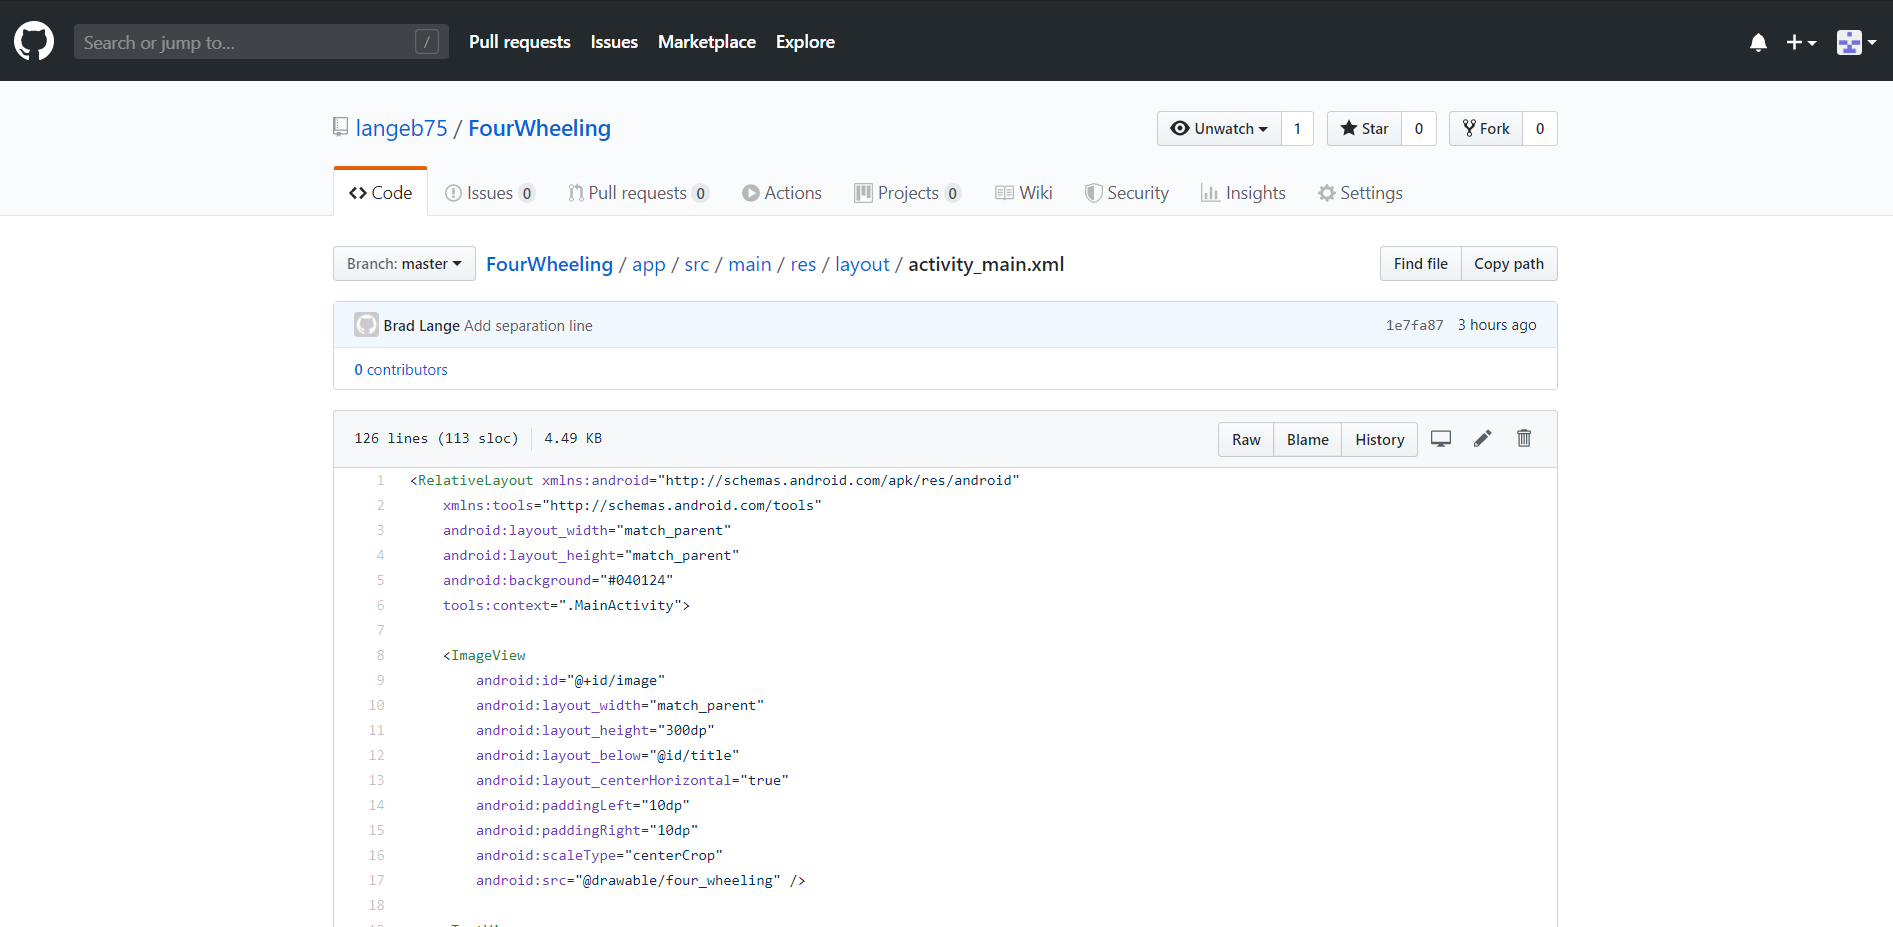 Search or jump to... /
Pull requests Issues Marketplace Explore
langeb75 / FourWheeling
Unwatch 1 Star 0 Fork 0
Code Issues 0 Pull requests 0 Actions Projects 0 Wiki Security Insights Settings
Branch: master FourWheeling / app / src / main / res / layout / activity_main.xml Find file Copy path
Brad Lange Add separation line 1e7fa87 3 hours ago
0 contributors
126 lines (113 sloc) 4.49 KB Raw Blame History
1 <RelativeLayout xmlns:android="http://schemas.android.com/apk/res/android"
2 xmlns:tools="http://schemas.android.com/tools"
3 android:layout_width="match_parent"
4 android:layout_height="match_parent"
5 android:background="#040124"
6 tools:context=".MainActivity">
7
8 <ImageView
9 android:id="@+id/image"
10 android:layout_width="match_parent"
11 android:layout_height="300dp"
12 android:layout_below="@id/title"
13 android:layout_centerHorizontal="true"
14 android:paddingLeft="10dp"
15 android:paddingRight="10dp"
16 android:scaleType="centerCrop"
17 android:src="@drawable/four_wheeling" />
18